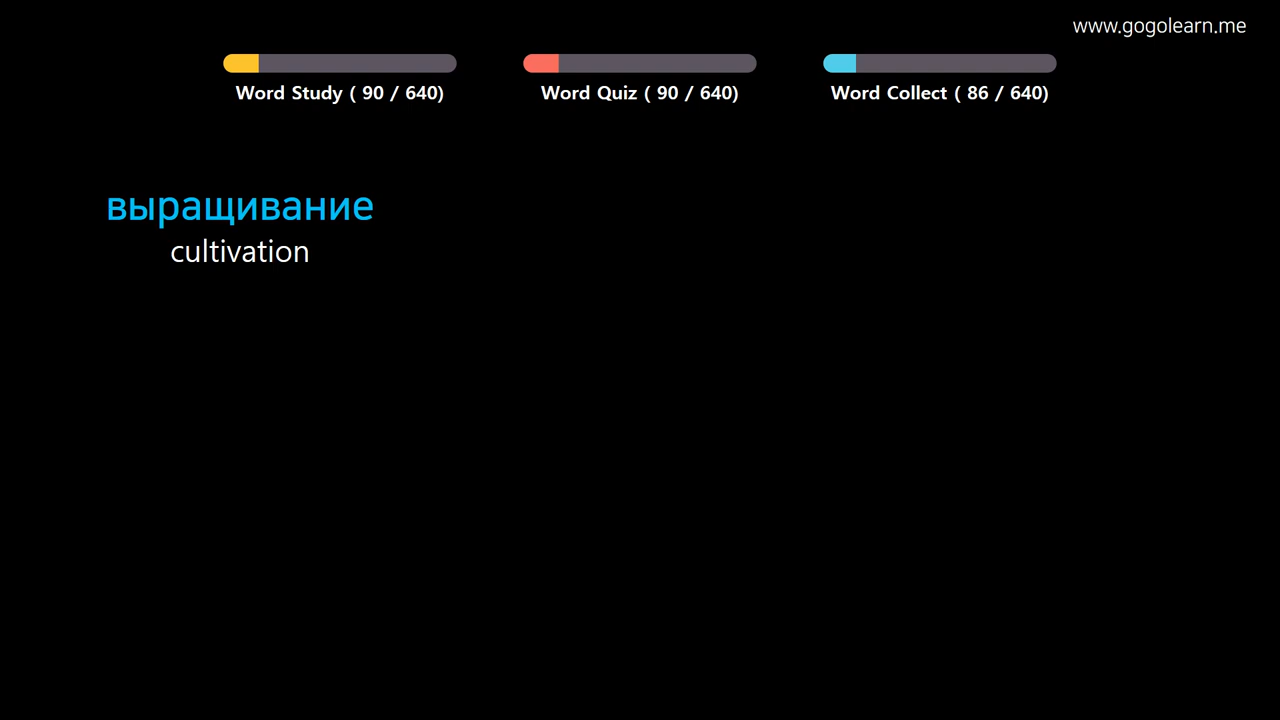 www.gogolearn.me
Word Study ( 90 / 640)
Word Quiz ( 90 / 640)
Word Collect ( 86 / 640)
выращивание
cultivation